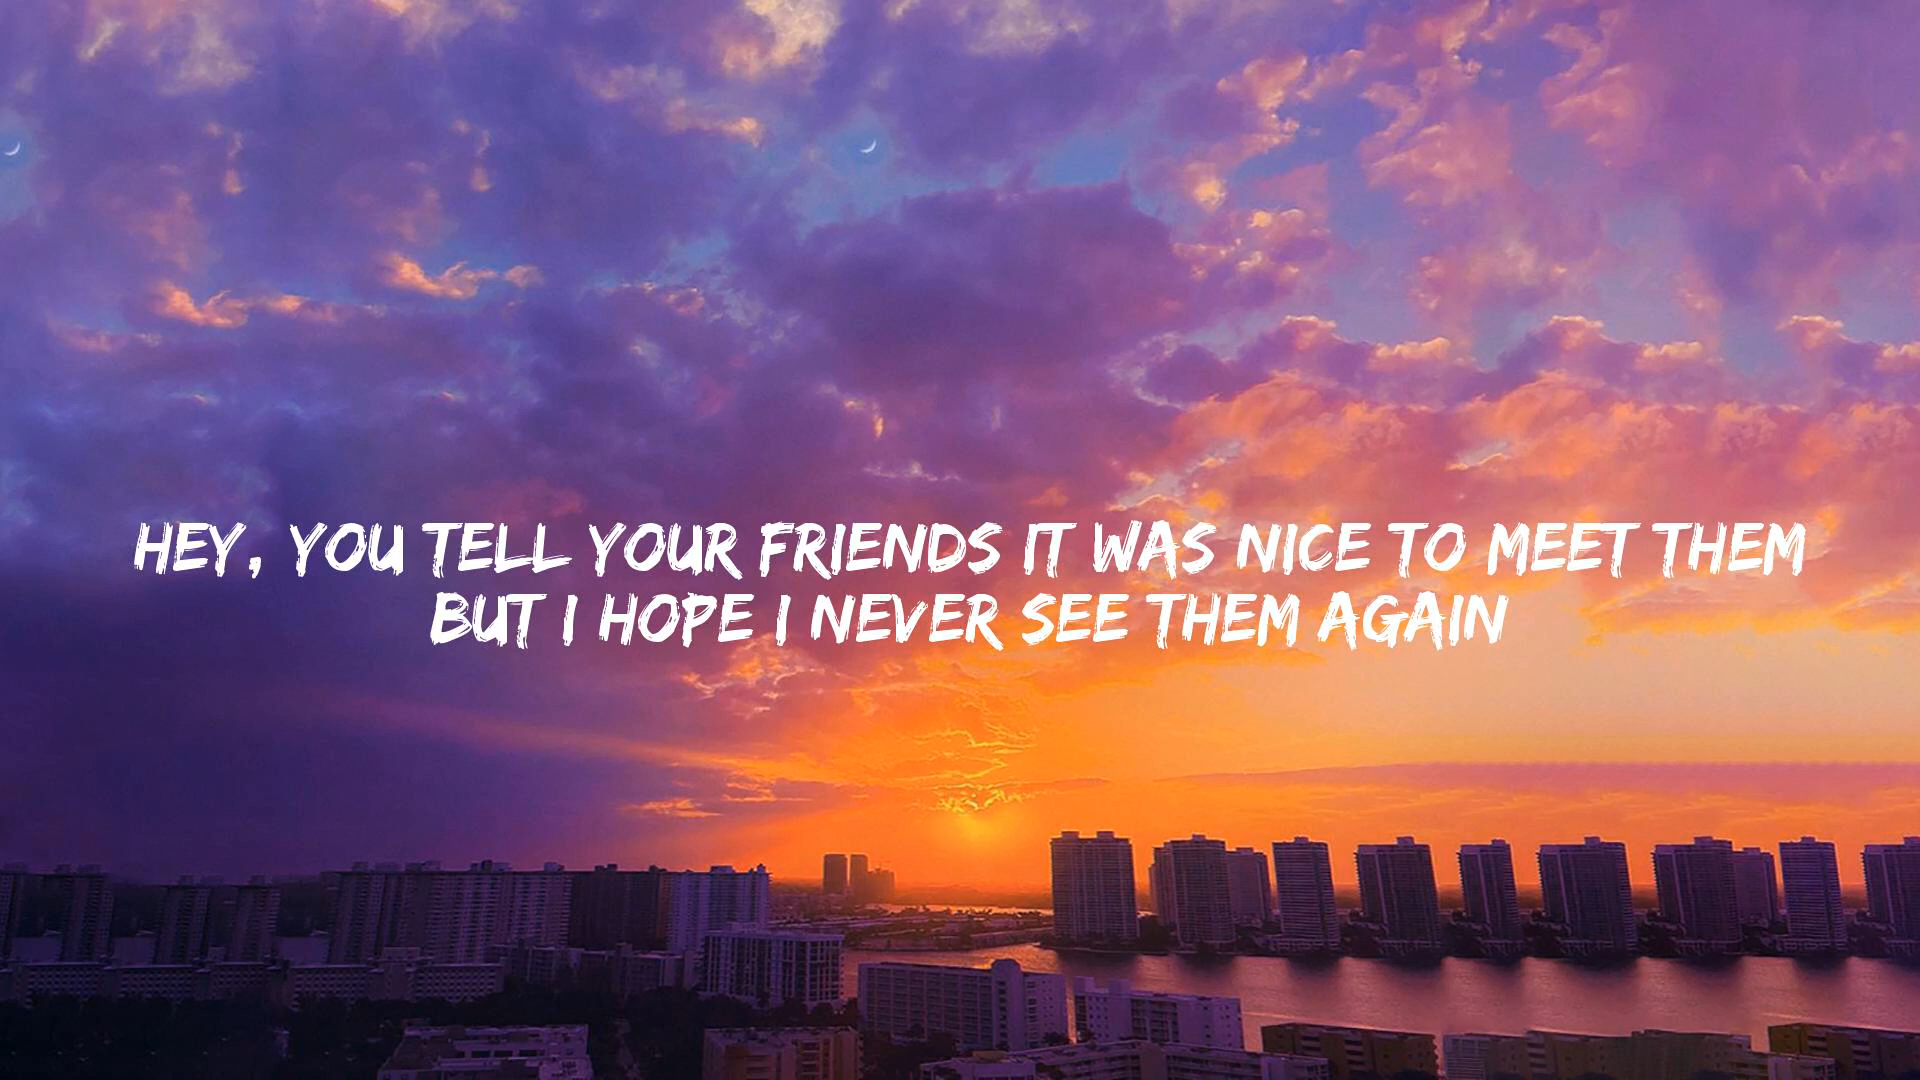 HEY, YOU TELL YOUR FRIENDS IT WAS NICE TO MEET THEM
BUT I HOPE I NEVER SEE THEM AGAIN